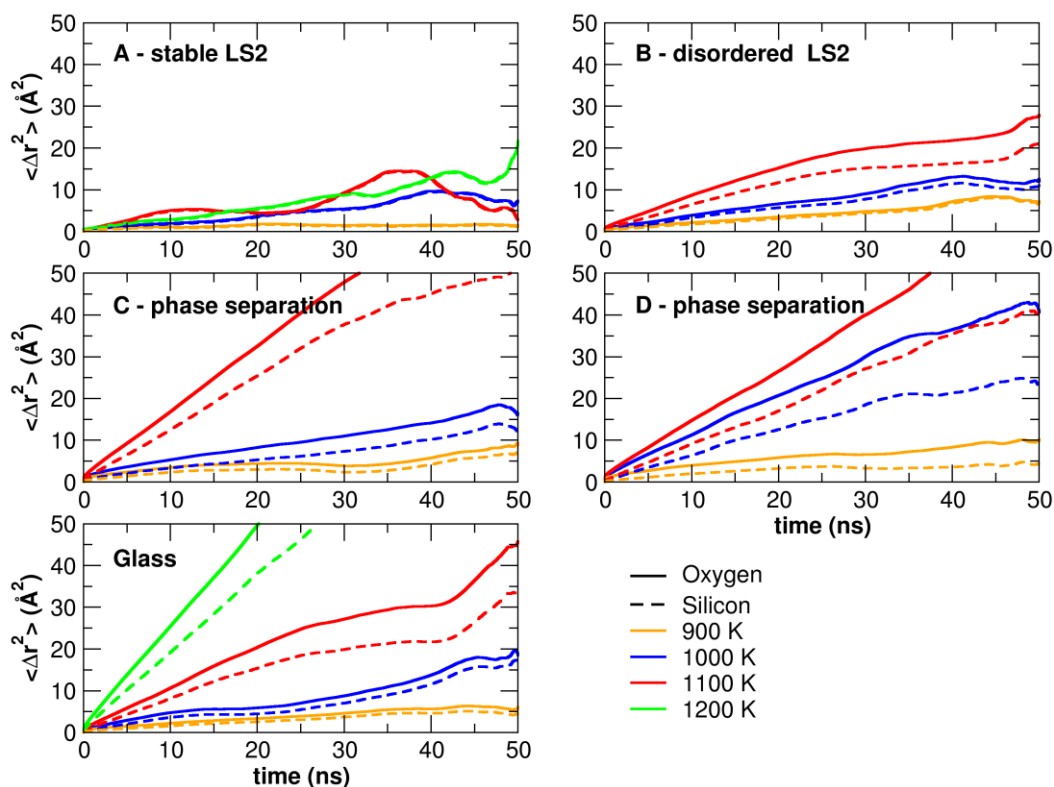 A - stable LS2
<Δr²> (Å²)
50
40
30
20
10
0
0 10 20 30 40 50
B - disordered LS2
50
40
30
20
10
0
0 10 20 30 40 50
C - phase separation
<Δr²> (Å²)
50
40
30
20
10
0
0 10 20 30 40 50
D - phase separation
50
40
30
20
10
0
0 10 20 30 40 50
time (ns)
Glass
<Δr²> (Å²)
50
40
30
20
10
0
0 10 20 30 40 50
time (ns)
Oxygen
Silicon
900 K
1000 K
1100 K
1200 K